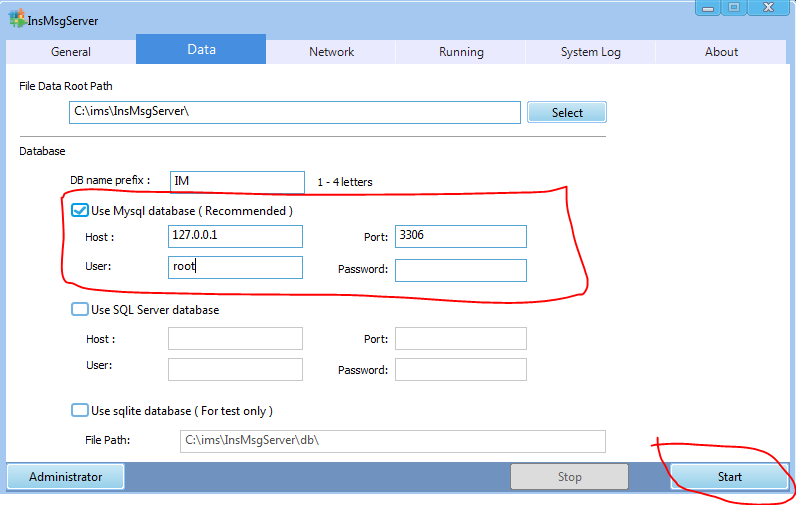 InsMsgServer
General Data Network Running System Log About
File Data Root Path
C:\ims\InsMsgServer\ Select
Database
DB name prefix : IM 1 - 4 letters
Use Mysql database ( Recommended )
Host : 127.0.0.1 Port: 3306
User: root Password:
Use SQL Server database
Host : Port:
User: Password:
Use sqlite database ( For test only )
File Path: C:\ims\InsMsgServer\db\
Administrator Stop Start